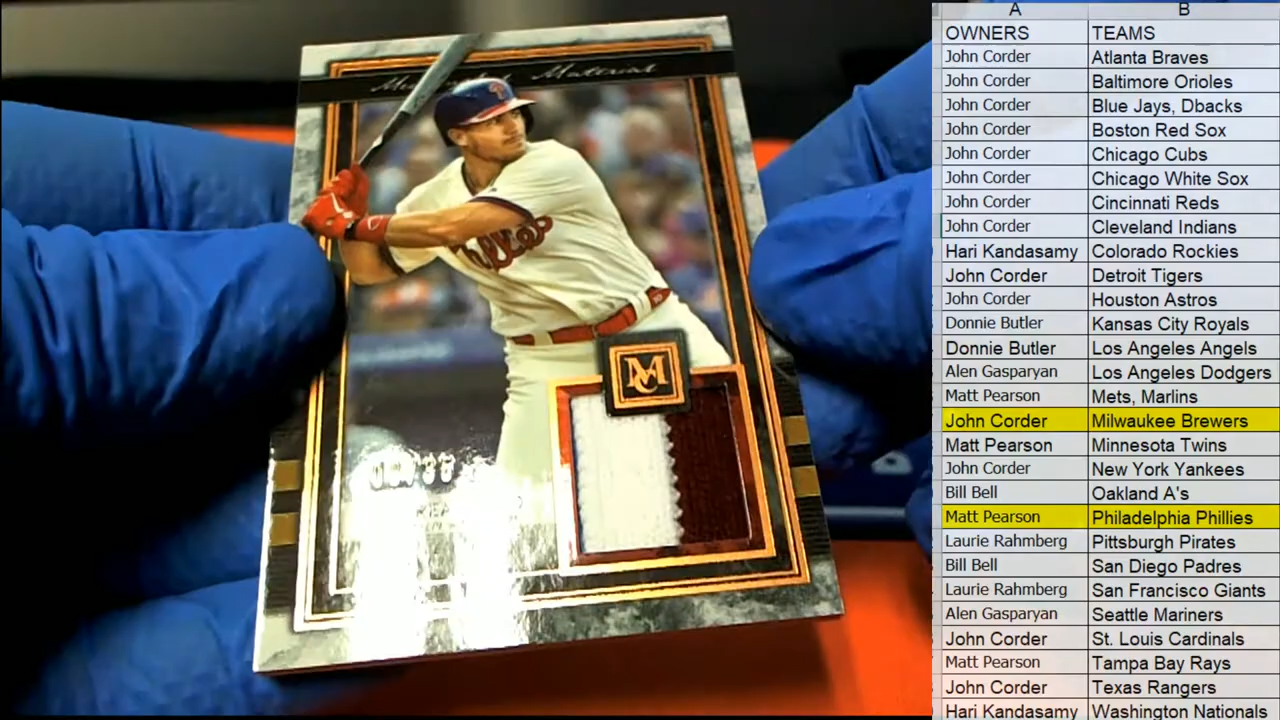 Material
Phillies
MC
A B
OWNERS TEAMS
John Corder Atlanta Braves
John Corder Baltimore Orioles
John Corder Blue Jays, Dbacks
John Corder Boston Red Sox
John Corder Chicago Cubs
John Corder Chicago White Sox
John Corder Cincinnati Reds
John Corder Cleveland Indians
Hari Kandasamy Colorado Rockies
John Corder Detroit Tigers
John Corder Houston Astros
Donnie Butler Kansas City Royals
Donnie Butler Los Angeles Angels
Alen Gasparyan Los Angeles Dodgers
Matt Pearson Mets, Marlins
John Corder Milwaukee Brewers
Matt Pearson Minnesota Twins
John Corder New York Yankees
Bill Bell Oakland A's
Matt Pearson Philadelphia Phillies
Laurie Rahmberg Pittsburgh Pirates
Bill Bell San Diego Padres
Laurie Rahmberg San Francisco Giants
Alen Gasparyan Seattle Mariners
John Corder St. Louis Cardinals
Matt Pearson Tampa Bay Rays
John Corder Texas Rangers
Hari Kandasamy Washington Nationals